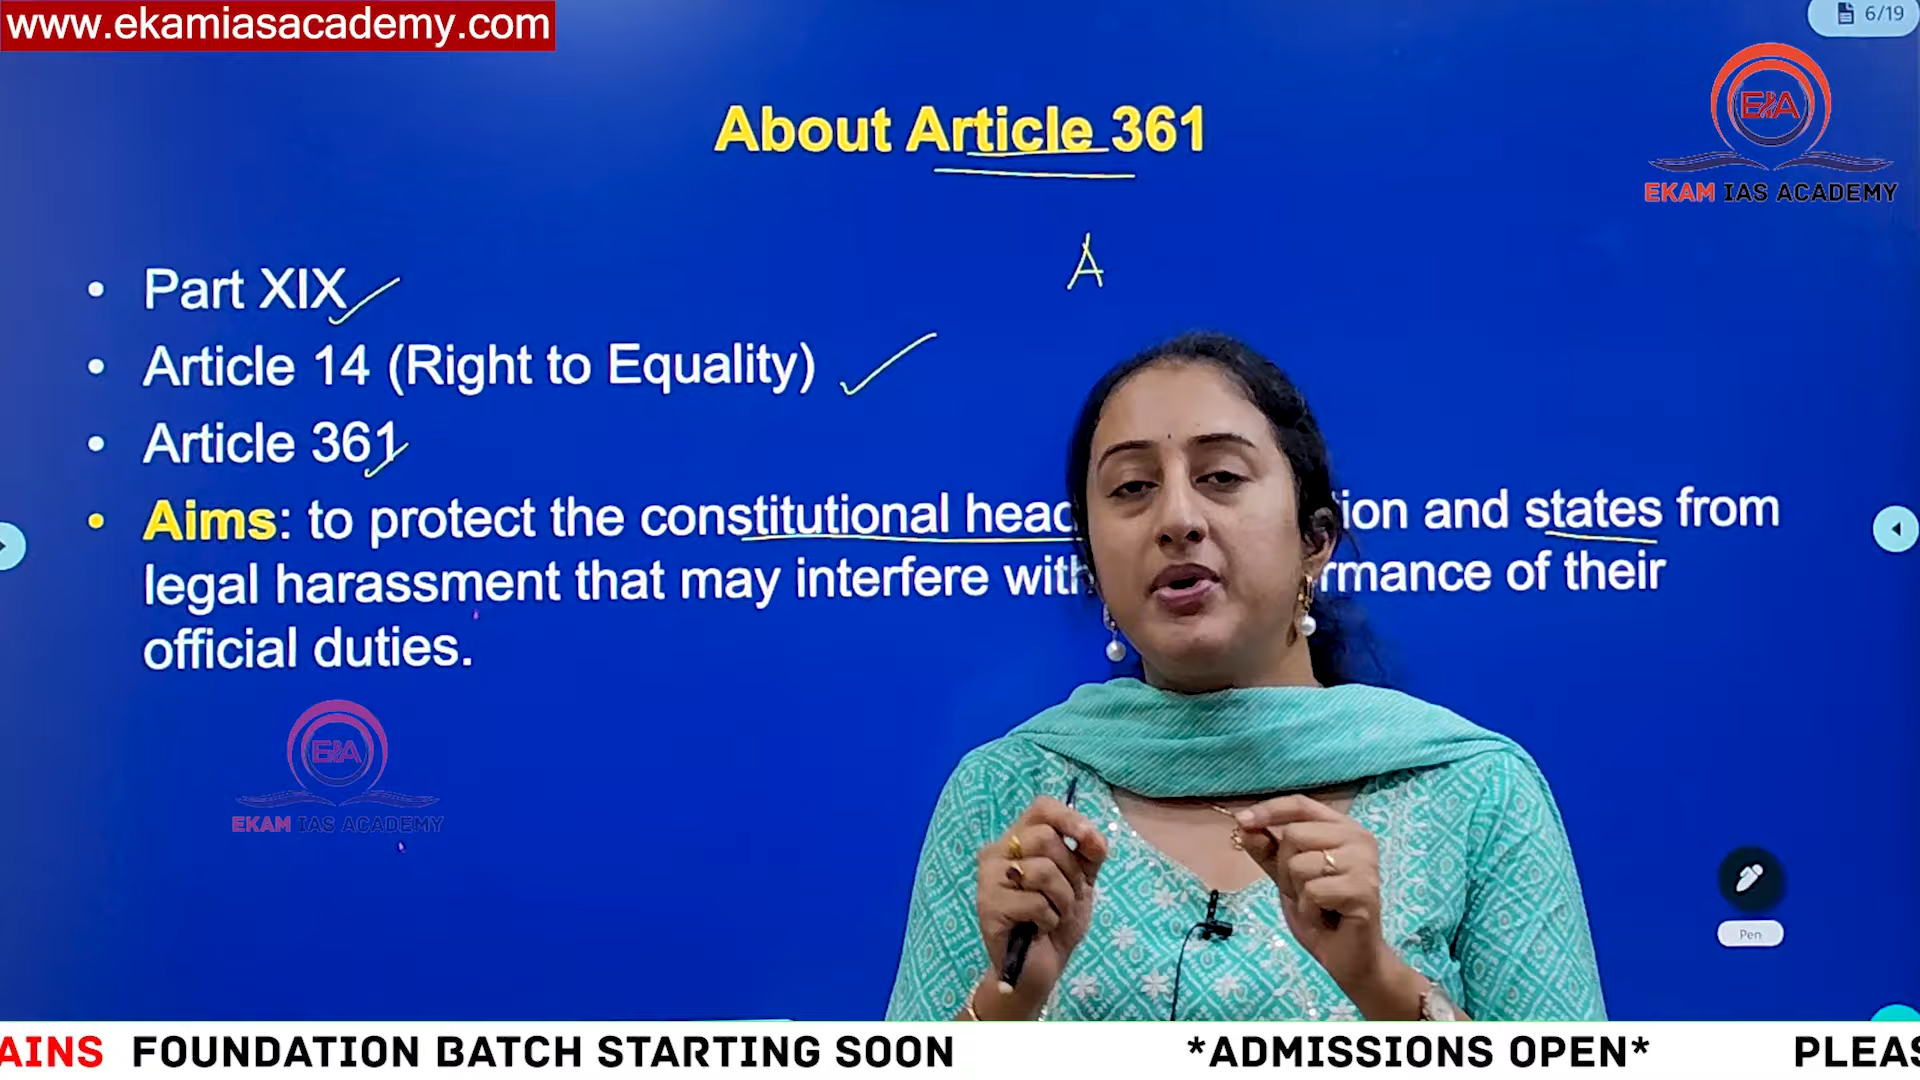 www.ekamiasacademy.com
6/19
EKAM IAS ACADEMY
About Article 361
A
• Part XIX
• Article 14 (Right to Equality)
• Article 361
• Aims: to protect the constitutional head ion and states from
legal harassment that may interfere with rmance of their
official duties.
EKAM IAS ACADEMY
Pen
AINS FOUNDATION BATCH STARTING SOON *ADMISSIONS OPEN* PLEAS